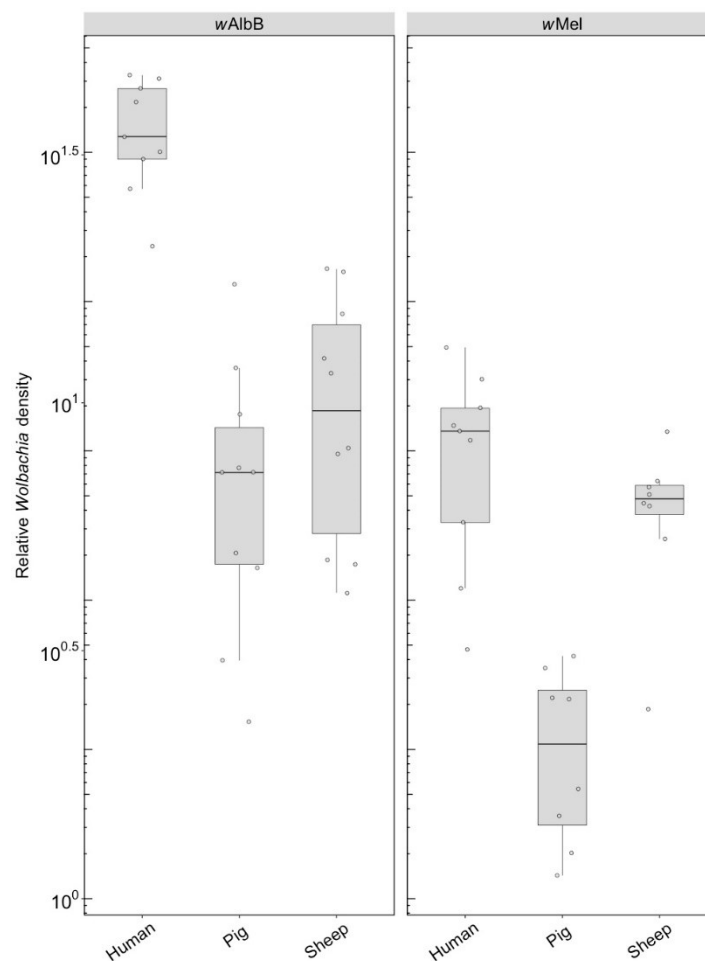 wAlbB wMel
Relative Wolbachia density
10^1.5
10^1
10^0.5
10^0
Human Pig Sheep Human Pig Sheep